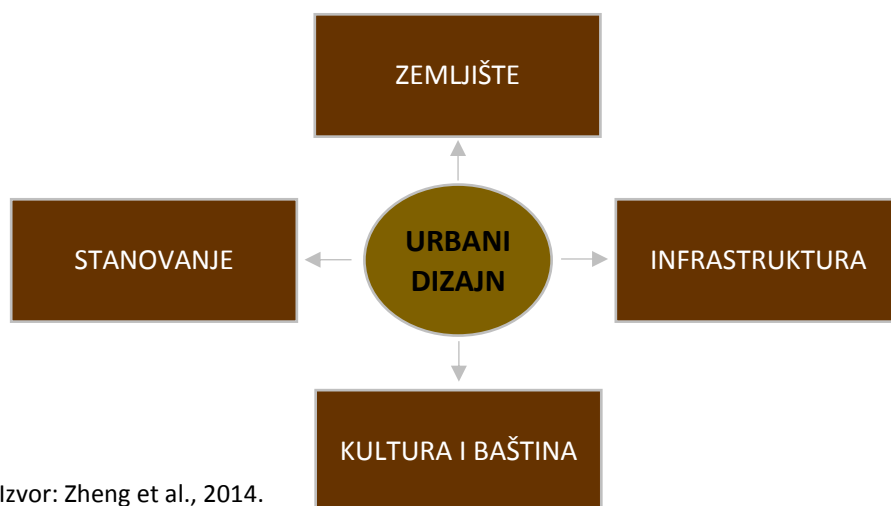 ZEMLJIŠTE
STANOVANJE
URBANI
DIZAJN
INFRASTRUKTURA
KULTURA I BAŠTINA
Izvor: Zheng et al., 2014.